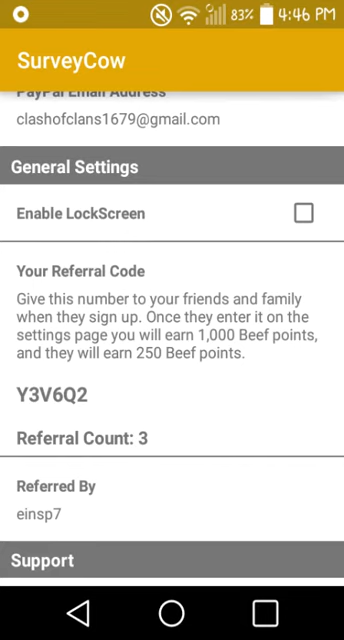 83% 4:46 PM
SurveyCow
PayPal Email Address
clashofclans1679@gmail.com
General Settings
Enable LockScreen
Your Referral Code
Give this number to your friends and family
when they sign up. Once they enter it on the
settings page you will earn 1,000 Beef points,
and they will earn 250 Beef points.
Y3V6Q2
Referral Count: 3
Referred By
einsp7
Support